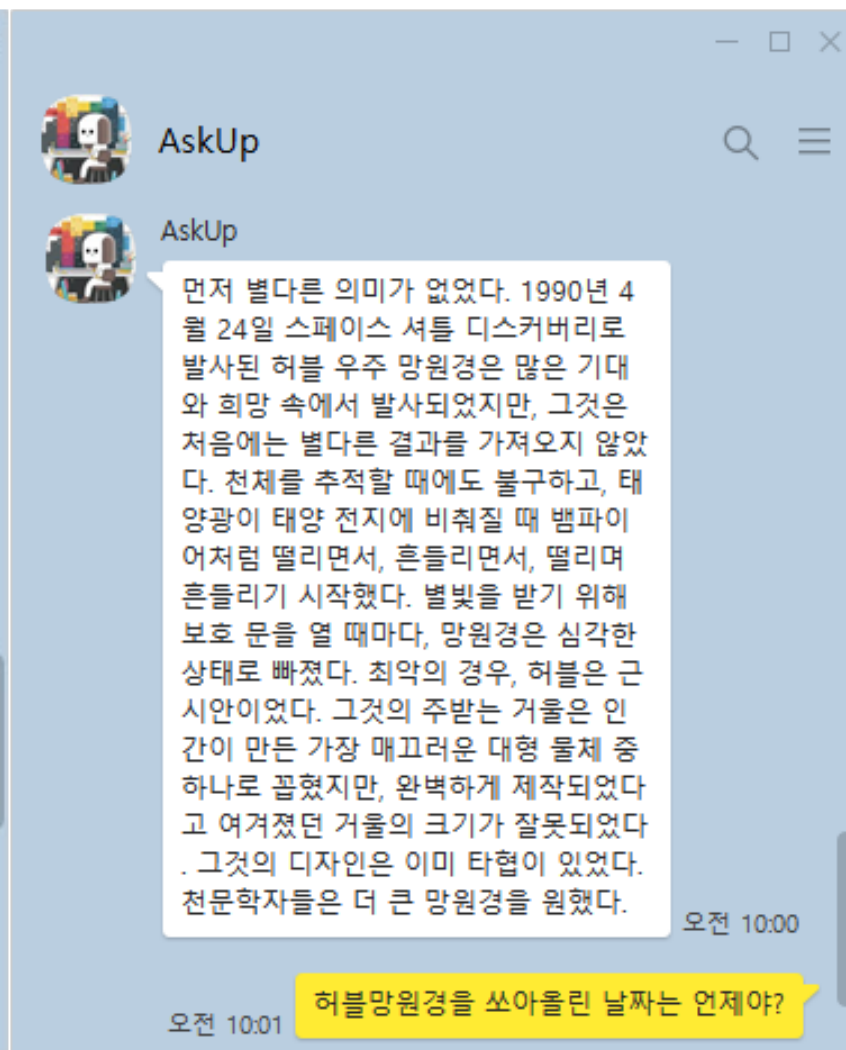 AskUp
AskUp
먼저 별다른 의미가 없었다. 1990년 4
월 24일 스페이스 셔틀 디스커버리로
발사된 허블 우주 망원경은 많은 기대
와 희망 속에서 발사되었지만, 그것은
처음에는 별다른 결과를 가져오지 않았
다. 천체를 추적할 때에도 불구하고, 태
양광이 태양 전지에 비춰질 때 뱀파이
어처럼 떨리면서, 흔들리면서, 떨리며
흔들리기 시작했다. 별빛을 받기 위해
보호 문을 열 때마다, 망원경은 심각한
상태로 빠졌다. 최악의 경우, 허블은 근
시안이었다. 그것의 주받는 거울은 인
간이 만든 가장 매끄러운 대형 물체 중
하나로 꼽혔지만, 완벽하게 제작되었다
고 여겨졌던 거울의 크기가 잘못되었다
. 그것의 디자인은 이미 타협이 있었다.
천문학자들은 더 큰 망원경을 원했다.
오전 10:00
허블망원경을 쏘아올린 날짜는 언제야?
오전 10:01